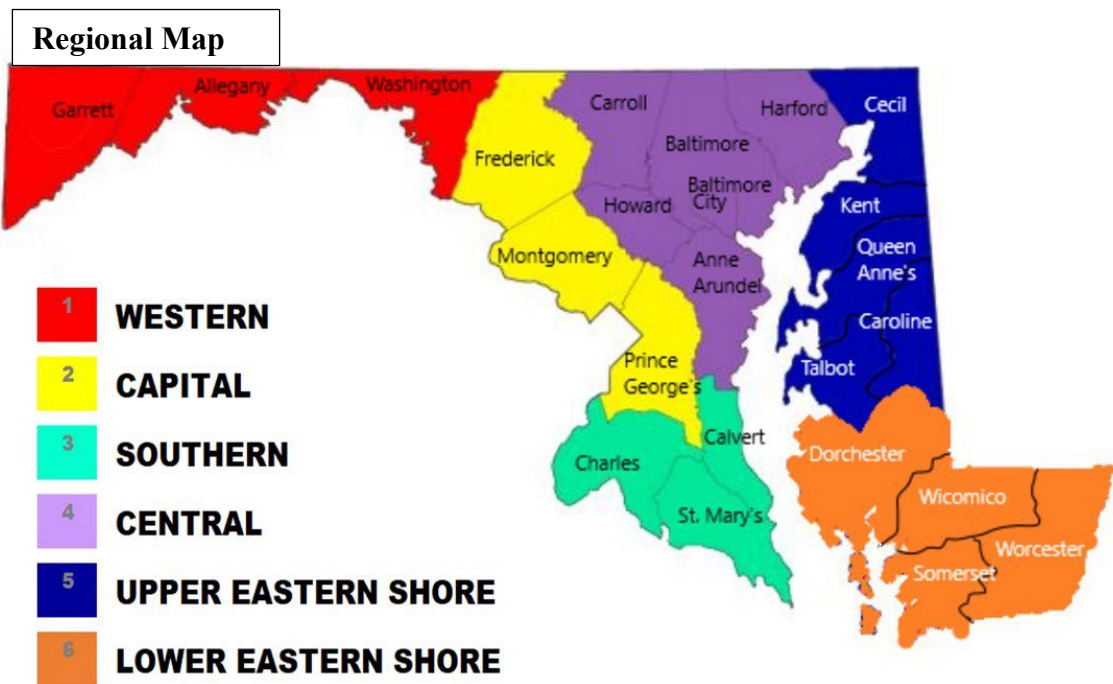 Regional Map
Garrett
Allegany
Washington
Frederick
Carroll
Harford
Cecil
Baltimore
Baltimore
City
Howard
Kent
Montgomery
Anne
Arundel
Queen
Anne's
Caroline
Talbot
Prince
George's
Calvert
Charles
St. Mary's
Dorchester
Wicomico
Worcester
Somerset
1 WESTERN
2 CAPITAL
3 SOUTHERN
4 CENTRAL
5 UPPER EASTERN SHORE
6 LOWER EASTERN SHORE